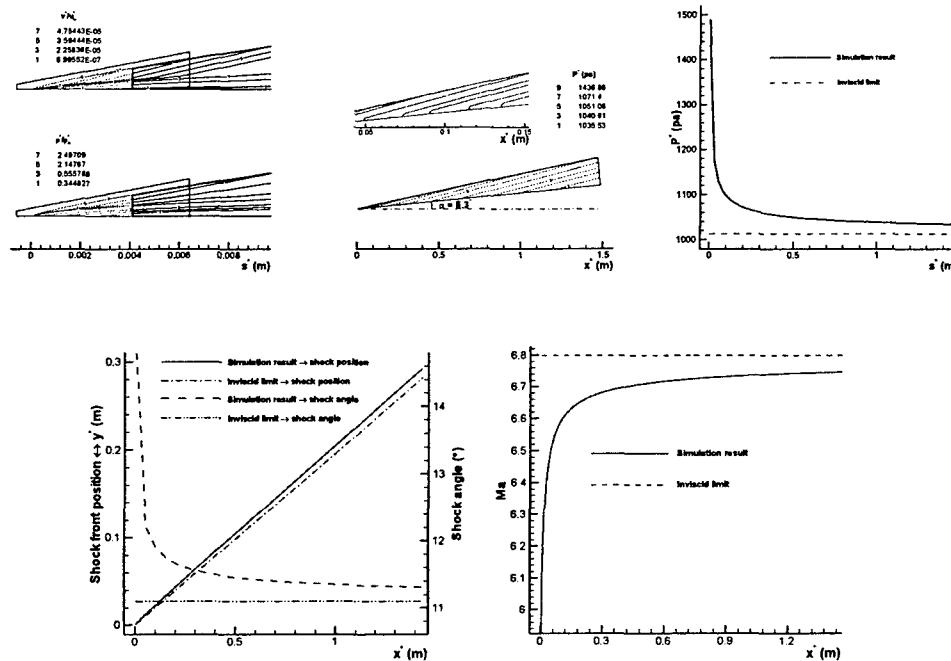 7 4.75443E-05
5 3.59444E-05
3 2.25836E-05
1 6.99552E-07
7 2.49709
5 2.14767
3 0.555788
1 0.344827
0 0.002 0.004 0.006 0.008
s* (m)
P* (pa)
9 1436.86
7 1071.4
5 1051.06
3 1040.91
1 1035.53
0.05 0.1 0.15
x* (m)
0 0.5 1 1.5
x* (m)
1500
1400
1300
1200
1100
1000
p* (pa)
Simulation result
Inviscid limit
0 0.5 1
s* (m)
0.3
0.2
0.1
0
Shock front position ↔ y* (m)
Simulation result → shock position
Inviscid limit → shock position
Simulation result → shock angle
Inviscid limit → shock angle
14
13
12
11
Shock angle (°)
0 0.5 1
x* (m)
6.8
6.7
6.6
6.5
6.4
6.3
6.2
6.1
6
Ma
Simulation result
Inviscid limit
0 0.3 0.6 0.9 1.2
x* (m)